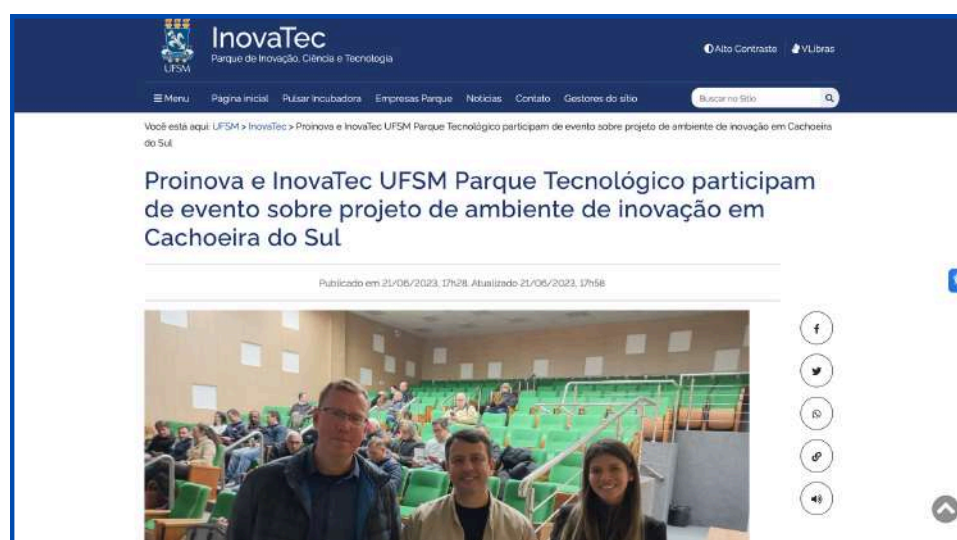 InovaTec
Parque de Inovação, Ciência e Tecnologia
UFSM
Alto Contraste
VLibras
Menu
Página inicial
Pulsar Incubadora
Empresas Parque
Notícias
Contato
Gestores do sítio
Buscar no Sítio
Você está aqui: UFSM > InovaTec > Proinova e InovaTec UFSM Parque Tecnológico participam de evento sobre projeto de ambiente de inovação em Cachoeira
do Sul
Proinova e InovaTec UFSM Parque Tecnológico participam
de evento sobre projeto de ambiente de inovação em
Cachoeira do Sul
Publicado em 21/06/2023, 17h28. Atualizado 21/06/2023, 17h58